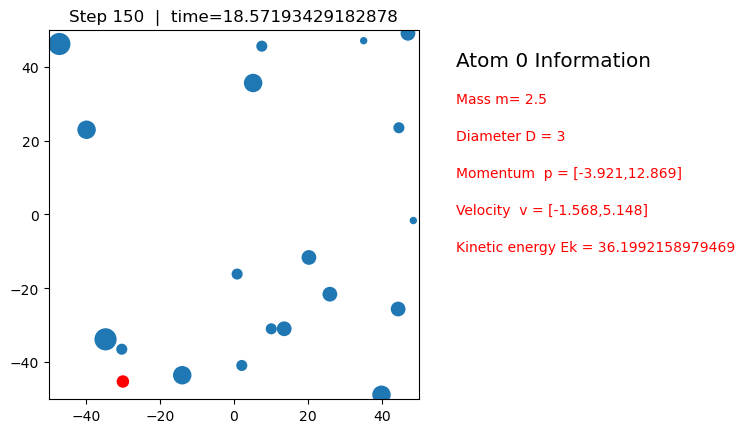 Step 150 | time=18.57193429182878
Atom 0 Information
Mass m= 2.5
Diameter D = 3
Momentum  p = [-3.921,12.869]
Velocity  v = [-1.568,5.148]
Kinetic energy Ek = 36.1992158979469
40
20
0
−20
−40
−40 −20 0 20 40